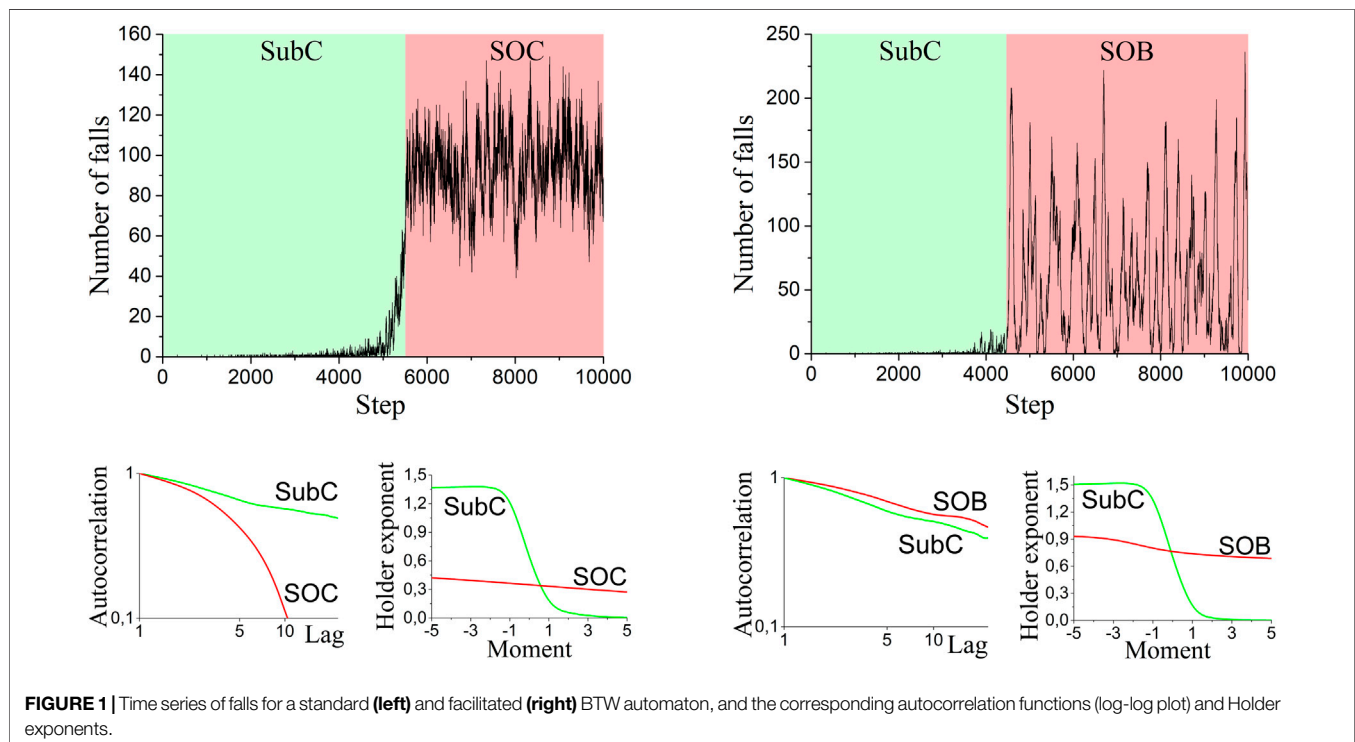 160
140
120
100
80
60
40
20
0
Number of falls
SubC
SOC
0 2000 4000 6000 8000 10000
Step
250
200
150
100
50
0
Number of falls
SubC
SOB
0 2000 4000 6000 8000 10000
Step
1
0,1
Autocorrelation
SubC
SOC
1 5 10
Lag
1,5
1,2
0,9
0,6
0,3
0,0
Holder exponent
SubC
SOC
-5 -3 -1 1 3 5
Moment
1
0,1
Autocorrelation
SOB
SubC
1 5 10
Lag
1,5
1,2
0,9
0,6
0,3
0,0
Holder exponent
SubC
SOB
-5 -3 -1 1 3 5
Moment
FIGURE 1 | Time series of falls for a standard (left) and facilitated (right) BTW automaton, and the corresponding autocorrelation functions (log-log plot) and Holder
exponents.